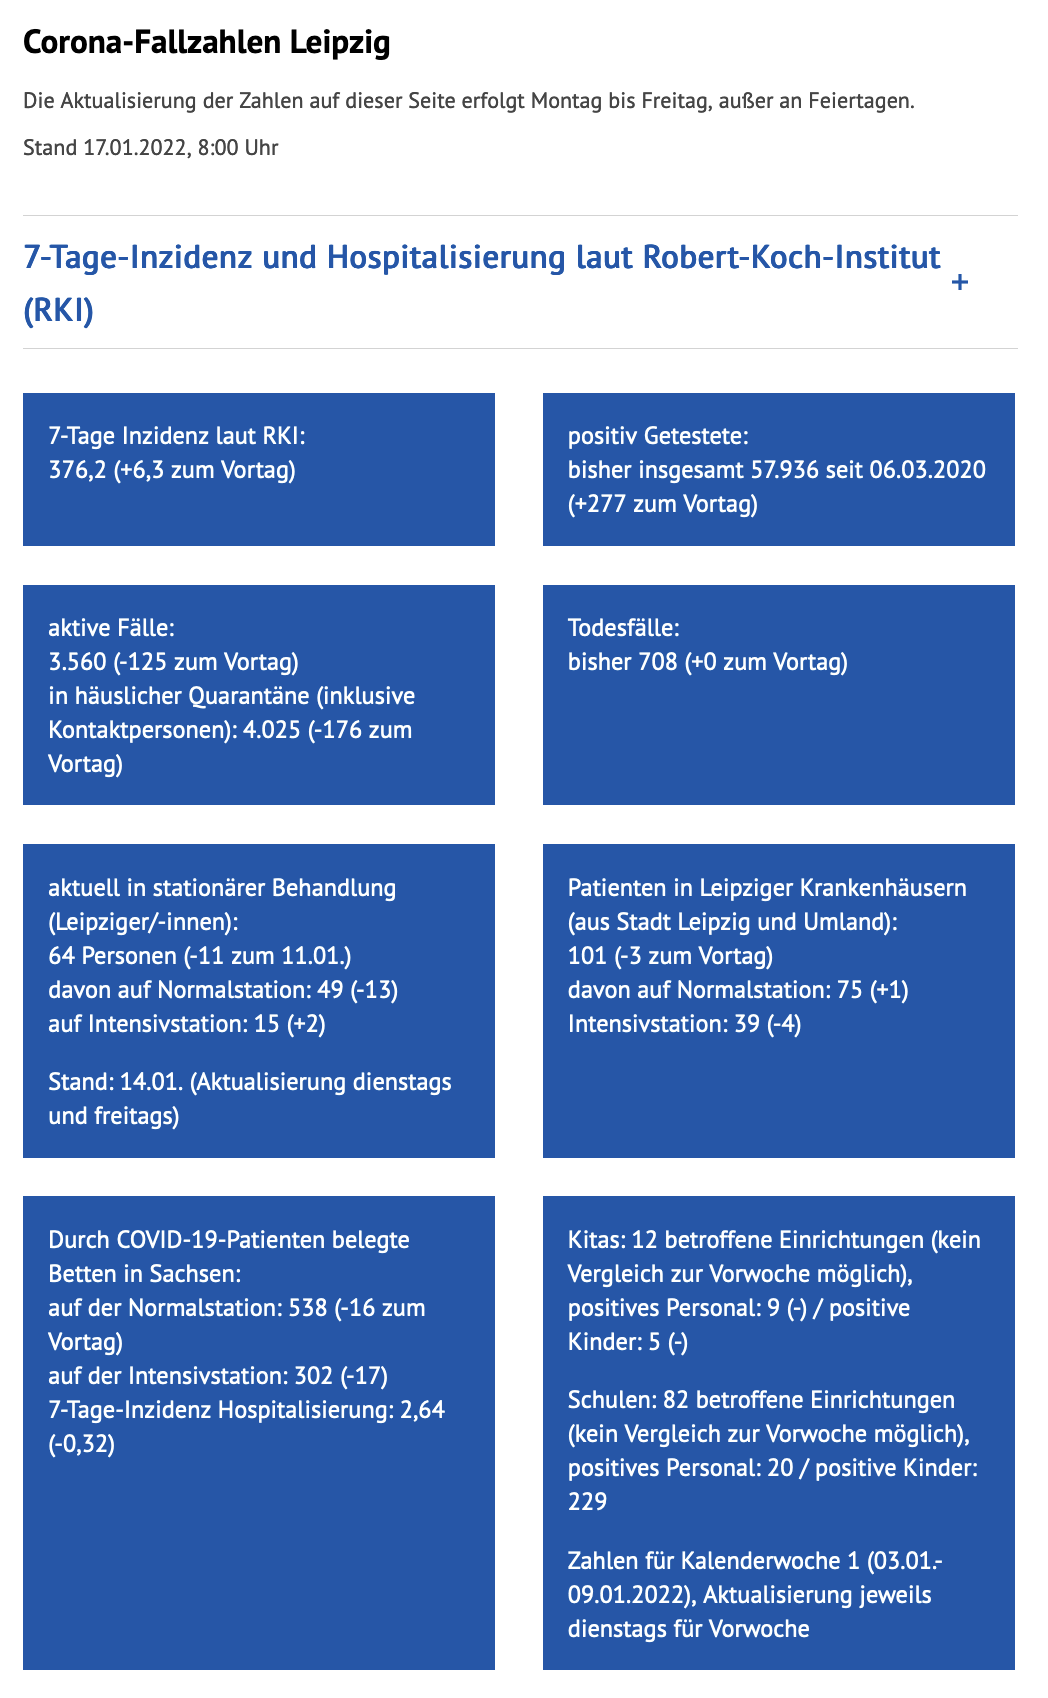 Corona-Fallzahlen Leipzig
Die Aktualisierung der Zahlen auf dieser Seite erfolgt Montag bis Freitag, außer an Feiertagen.
Stand 17.01.2022, 8:00 Uhr
7-Tage-Inzidenz und Hospitalisierung laut Robert-Koch-Institut
(RKI)
+
7-Tage Inzidenz laut RKI:
376,2 (+6,3 zum Vortag)
positiv Getestete:
bisher insgesamt 57.936 seit 06.03.2020
(+277 zum Vortag)
aktive Fälle:
3.560 (-125 zum Vortag)
in häuslicher Quarantäne (inklusive
Kontaktpersonen): 4.025 (-176 zum
Vortag)
Todesfälle:
bisher 708 (+0 zum Vortag)
aktuell in stationärer Behandlung
(Leipziger/-innen):
64 Personen (-11 zum 11.01.)
davon auf Normalstation: 49 (-13)
auf Intensivstation: 15 (+2)
Stand: 14.01. (Aktualisierung dienstags
und freitags)
Patienten in Leipziger Krankenhäusern
(aus Stadt Leipzig und Umland):
101 (-3 zum Vortag)
davon auf Normalstation: 75 (+1)
Intensivstation: 39 (-4)
Durch COVID-19-Patienten belegte
Betten in Sachsen:
auf der Normalstation: 538 (-16 zum
Vortag)
auf der Intensivstation: 302 (-17)
7-Tage-Inzidenz Hospitalisierung: 2,64
(-0,32)
Kitas: 12 betroffene Einrichtungen (kein
Vergleich zur Vorwoche möglich),
positives Personal: 9 (-) / positive
Kinder: 5 (-)
Schulen: 82 betroffene Einrichtungen
(kein Vergleich zur Vorwoche möglich),
positives Personal: 20 / positive Kinder:
229
Zahlen für Kalenderwoche 1 (03.01.-
09.01.2022), Aktualisierung jeweils
dienstags für Vorwoche